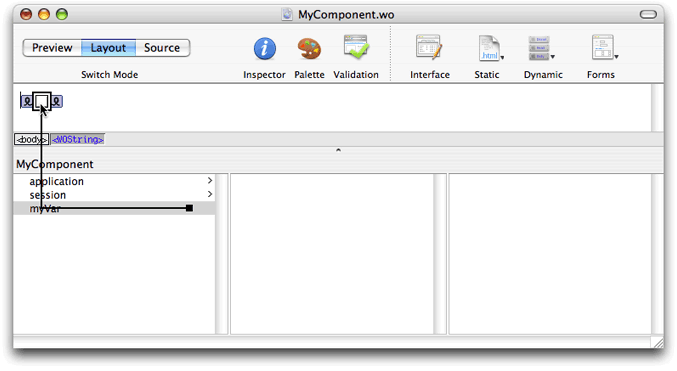 MyComponent.wo
Preview Layout Source
Switch Mode Inspector Palette Validation Interface Static Dynamic Forms
.html
<body> <WOString>
MyComponent
application >
session >
myVar